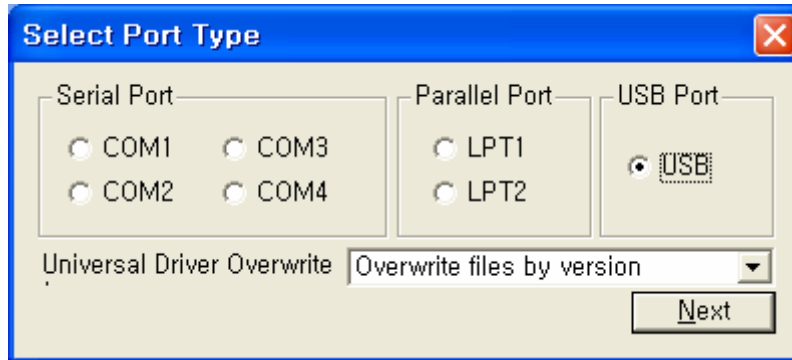 Select Port Type
Serial Port
COM1 COM3
COM2 COM4
Parallel Port
LPT1
LPT2
USB Port
USB
Universal Driver Overwrite
Overwrite files by version
Next